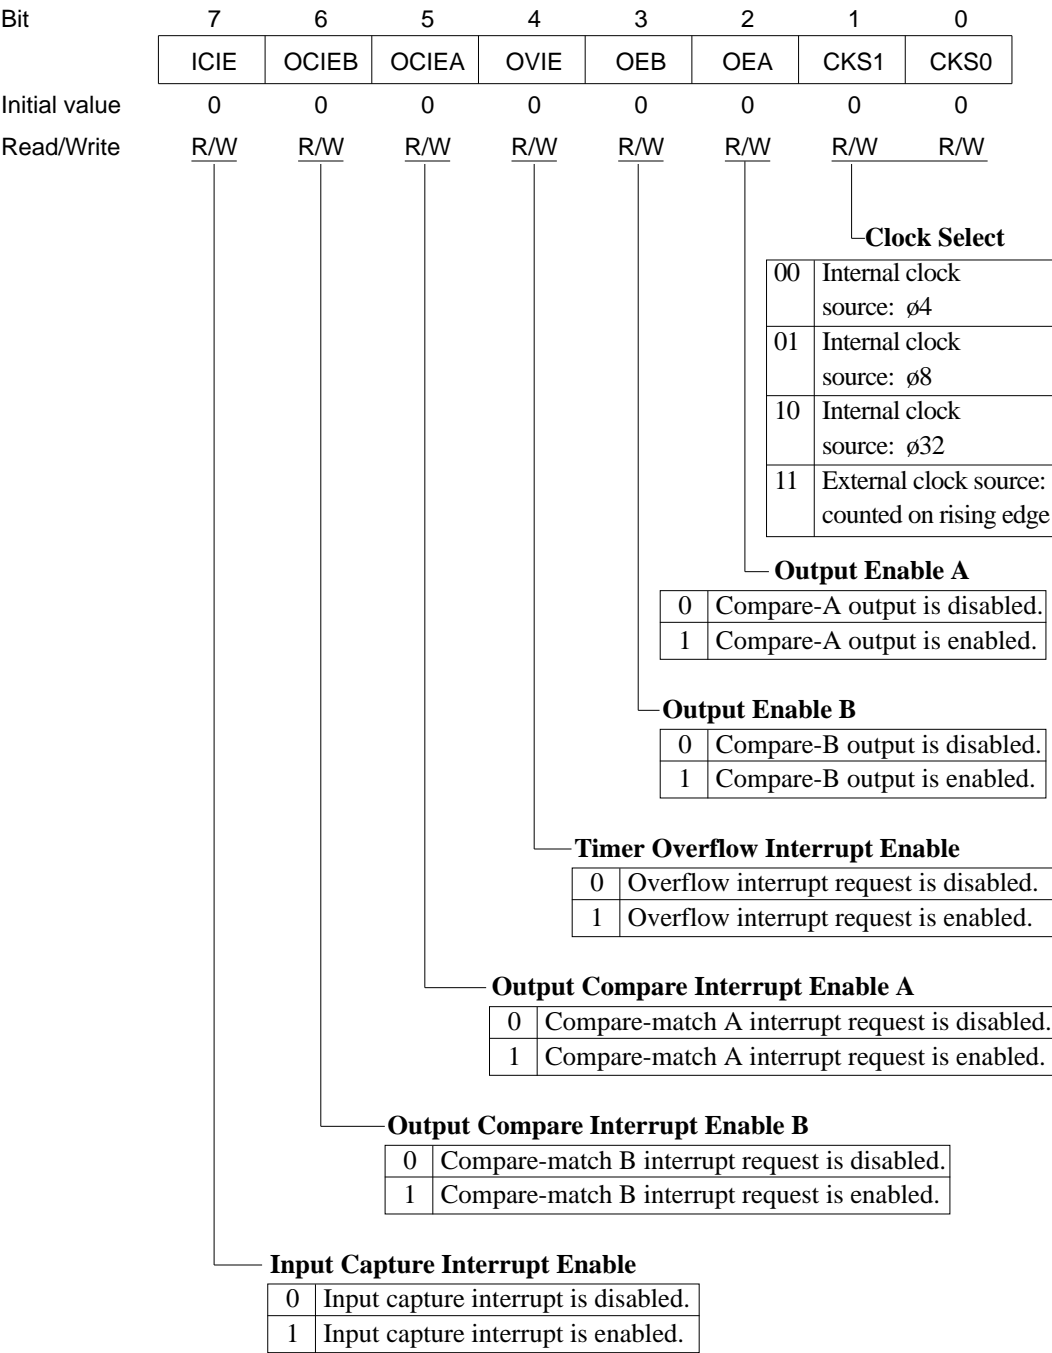 Bit 7 6 5 4 3 2 1 0
ICIE OCIEB OCIEA OVIE OEB OEA CKS1 CKS0
Initial value 0 0 0 0 0 0 0 0
Read/Write R/W R/W R/W R/W R/W R/W R/W R/W
Clock Select
00 Internal clock
source: ø4
01 Internal clock
source: ø8
10 Internal clock
source: ø32
11 External clock source:
counted on rising edge
Output Enable A
0 Compare-A output is disabled.
1 Compare-A output is enabled.
Output Enable B
0 Compare-B output is disabled.
1 Compare-B output is enabled.
Timer Overflow Interrupt Enable
0 Overflow interrupt request is disabled.
1 Overflow interrupt request is enabled.
Output Compare Interrupt Enable A
0 Compare-match A interrupt request is disabled.
1 Compare-match A interrupt request is enabled.
Output Compare Interrupt Enable B
0 Compare-match B interrupt request is disabled.
1 Compare-match B interrupt request is enabled.
Input Capture Interrupt Enable
0 Input capture interrupt is disabled.
1 Input capture interrupt is enabled.